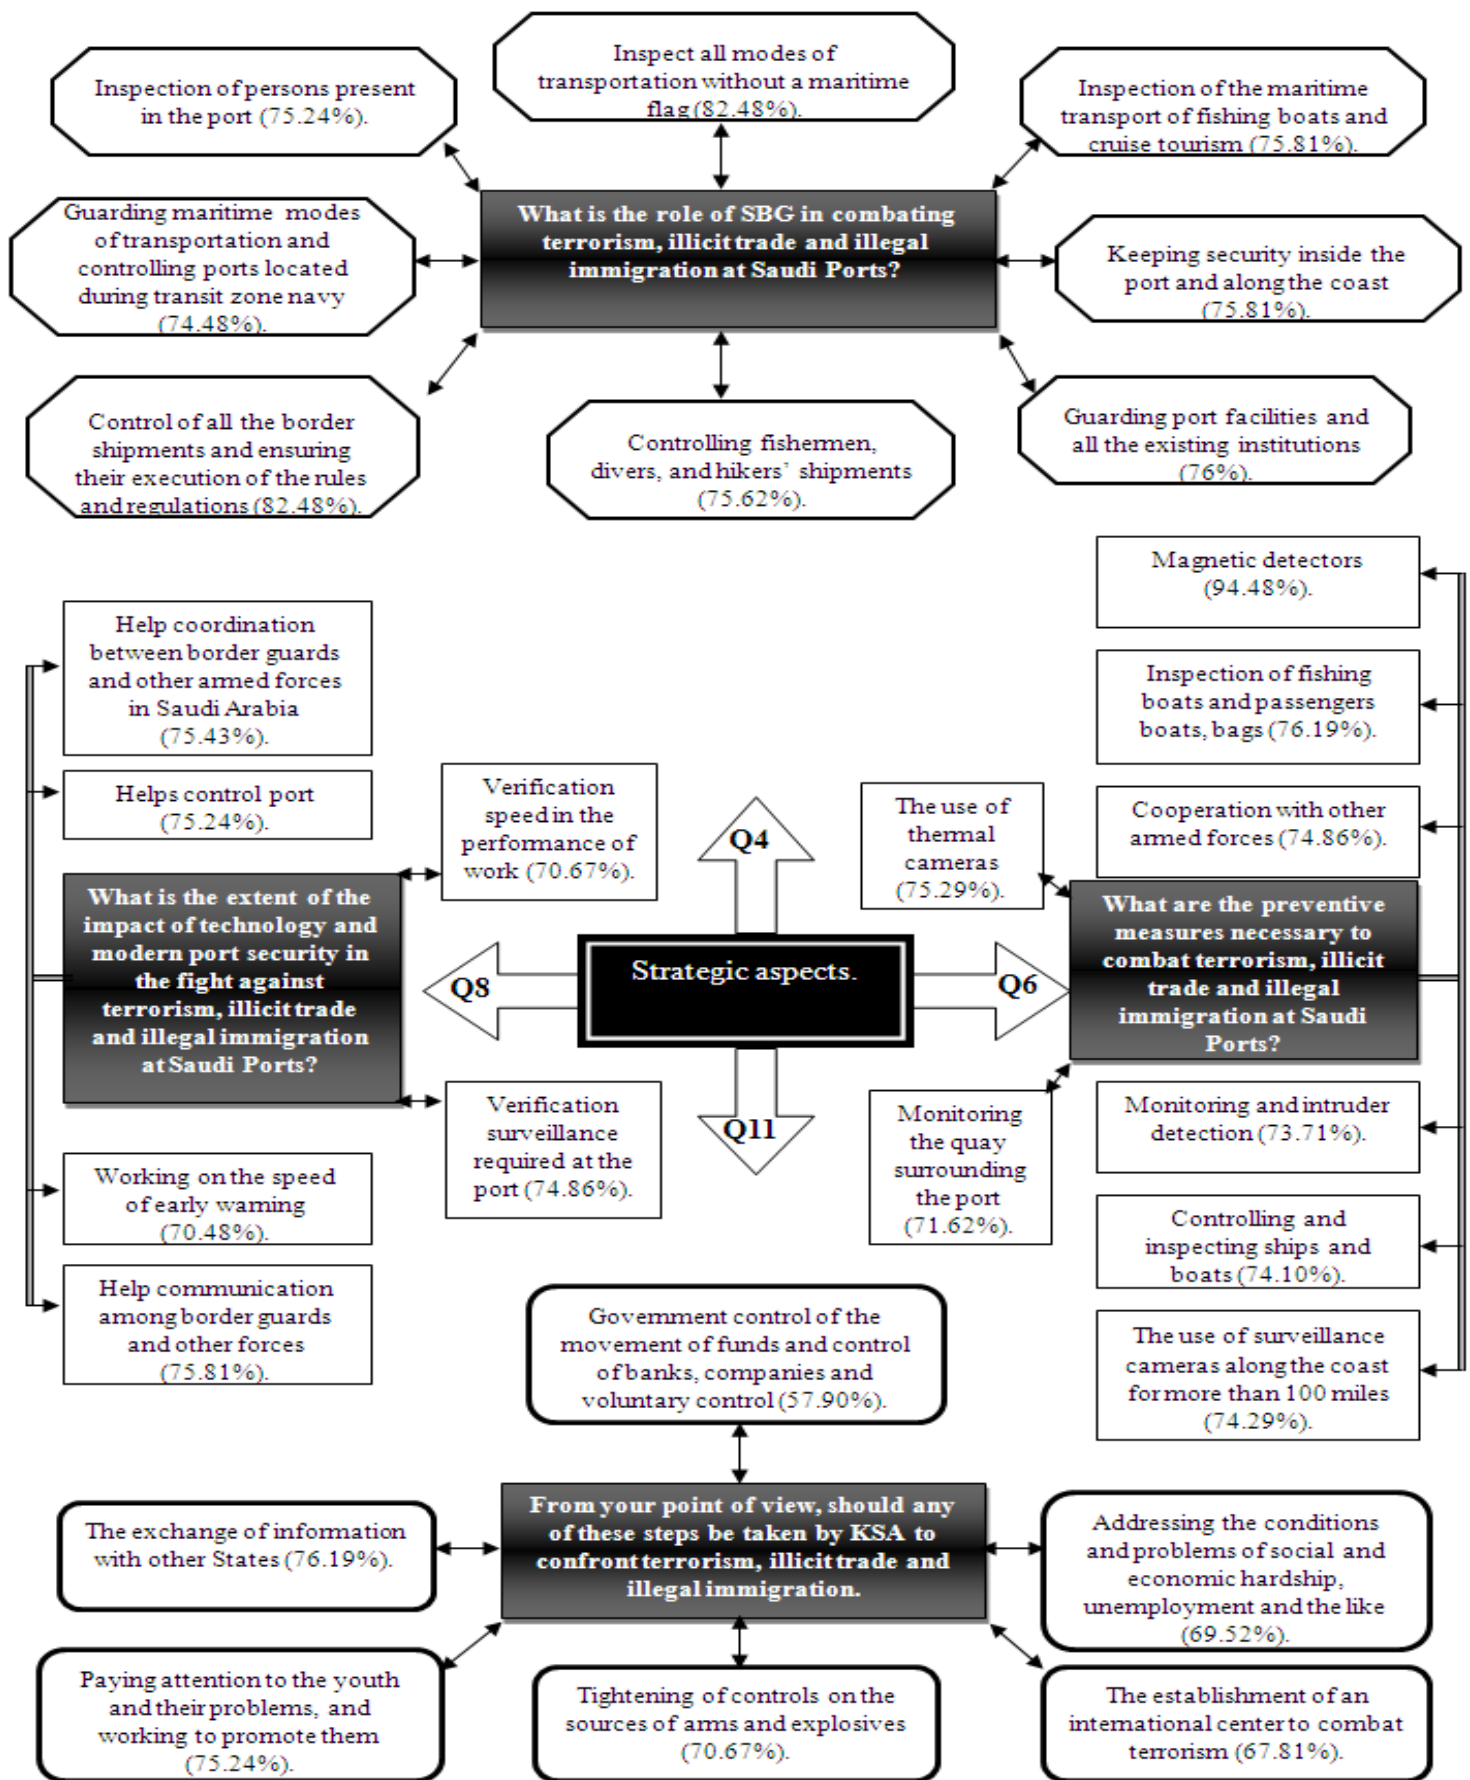 Inspection of persons present
in the port (75.24%).
Inspect all modes of
transportation without a maritime
flag (82.48%).
Inspection of the maritime
transport of fishing boats and
cruise tourism (75.81%).
Guarding maritime modes
of transportation and
controlling ports located
during transit zone navy
(74.48%).
What is the role of SBG in combating
terrorism, illicit trade and illegal
immigration at Saudi Ports?
Keeping security inside the
port and along the coast
(75.81%).
Control of all the border
shipments and ensuring
their execution of the rules
and regulations (82.48%).
Controlling fishermen,
divers, and hikers' shipments
(75.62%).
Guarding port facilities and
all the existing institutions
(76%).
Help coordination
between border guards
and other armed forces
in Saudi Arabia
(75.43%).
Helps control port
(75.24%).
Verification
speed in the
performance of
work (70.67%).
What is the extent of the
impact of technology and
modern port security in
the fight against
terrorism, illicit trade
and illegal immigration
at Saudi Ports?
Verification
surveillance
required at the
port (74.86%).
Working on the speed
of early warning
(70.48%).
Help communication
among border guards
and other forces
(75.81%).
Q4
Q8
Strategic aspects.
Q6
Q11
Magnetic detectors
(94.48%).
Inspection of fishing
boats and passengers
boats, bags (76.19%).
Cooperation with other
armed forces (74.86%).
The use of
thermal
cameras
(75.29%).
What are the preventive
measures necessary to
combat terrorism, illicit
trade and illegal
immigration at Saudi
Ports?
Monitoring
the quay
surrounding
the port
(71.62%).
Monitoring and intruder
detection (73.71%).
Controlling and
inspecting ships and
boats (74.10%).
The use of surveillance
cameras along the coast
for more than 100 miles
(74.29%).
Government control of the
movement of funds and control
of banks, companies and
voluntary control (57.90%).
The exchange of information
with other States (76.19%).
From your point of view, should any
of these steps be taken by KSA to
confront terrorism, illicit trade and
illegal immigration.
Addressing the conditions
and problems of social and
economic hardship,
unemployment and the like
(69.52%).
Paying attention to the youth
and their problems, and
working to promote them
(75.24%).
Tightening of controls on the
sources of arms and explosives
(70.67%).
The establishment of an
international center to combat
terrorism (67.81%).